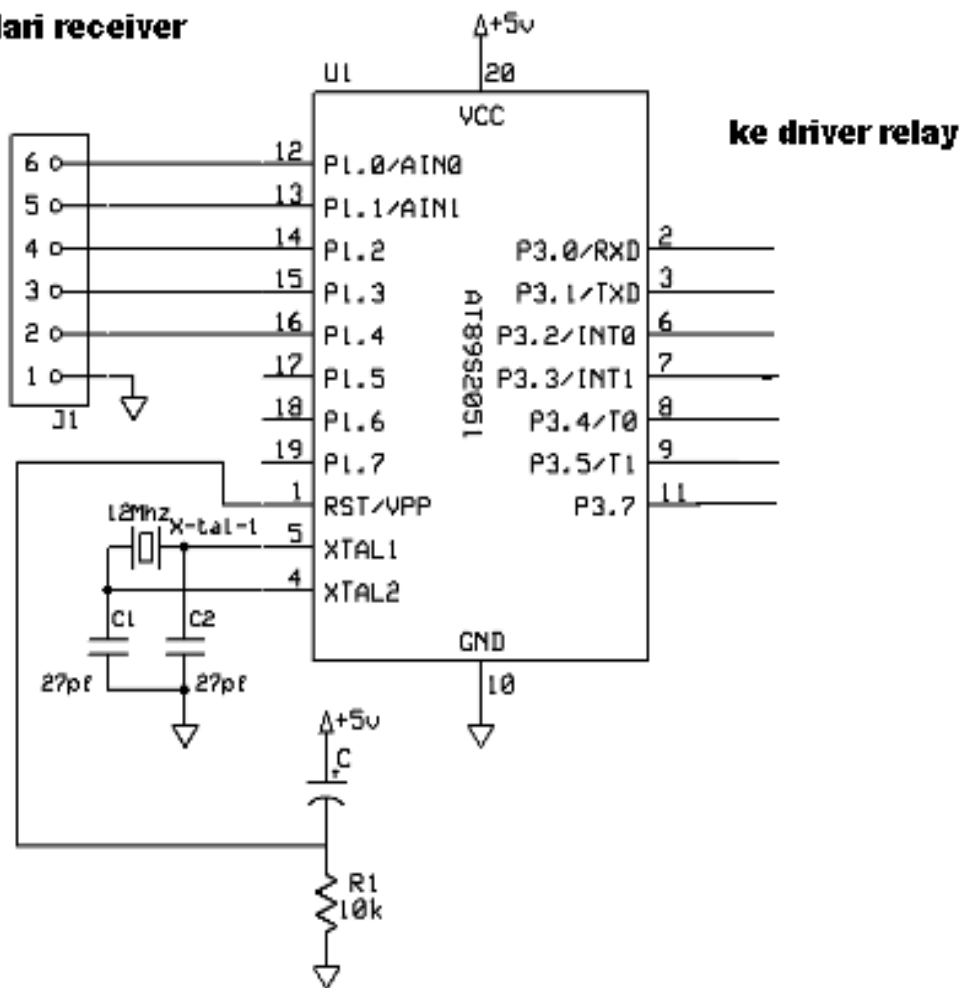 dari receiver
+5v
U1
20
VCC
ke driver relay
6
12
P1.0/AIN0
5
13
P1.1/AIN1
4
14
P1.2
P3.0/RXD
2
3
15
P1.3
P3.1/TXD
3
2
16
P1.4
P3.2/INT0
6
1
17
P1.5
P3.3/INT1
7
J1
18
P1.6
P3.4/T0
8
19
P1.7
P3.5/T1
9
1
RST/VPP
P3.7
11
AT89S2051
12Mhz
X-tal-1
5
XTAL1
4
XTAL2
C1
C2
27pf
27pf
GND
10
+5v
C
+
R1
10k